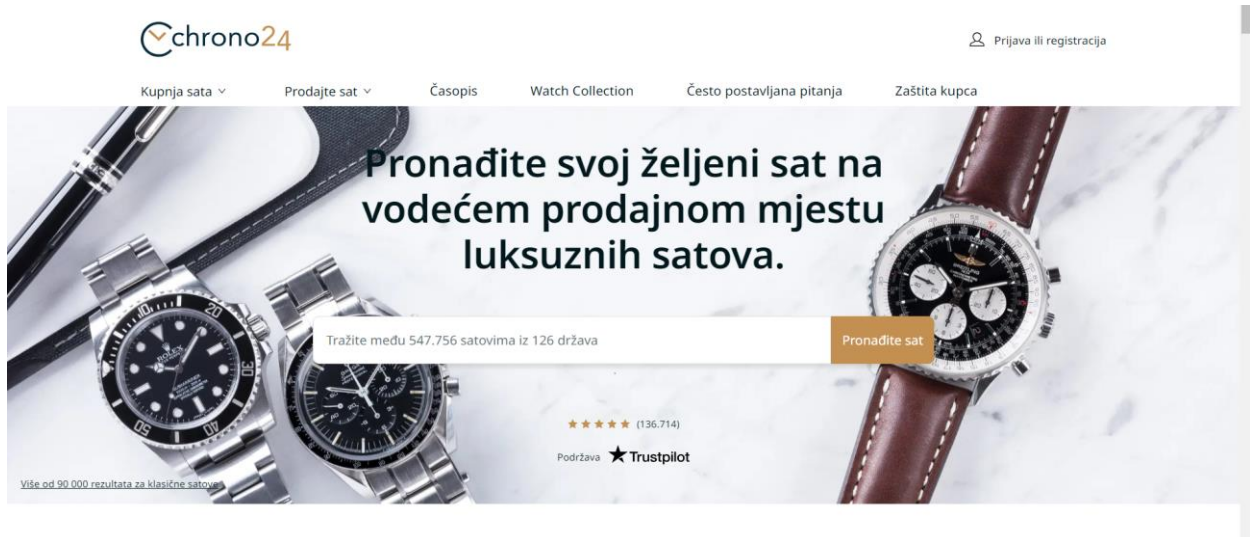 chrono24
Prijava ili registracija
Kupnja sata Prodajte sat Časopis Watch Collection Često postavljana pitanja Zaštita kupca
Pronađite svoj željeni sat na
vodećem prodajnom mjestu
luksuznih satova.
Tražite među 547.756 satovima iz 126 država
Pronađite sat
ROLEX
(136.714)
Podržava Trustpilot
Više od 90 000 rezultata za klasične satove